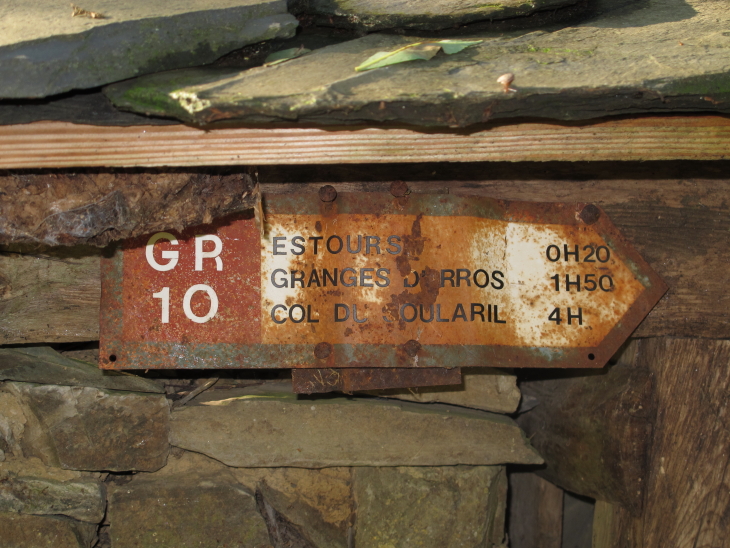 GR
10
ESTOURS 0H20
GRANGES 1H50
COL DU 4H